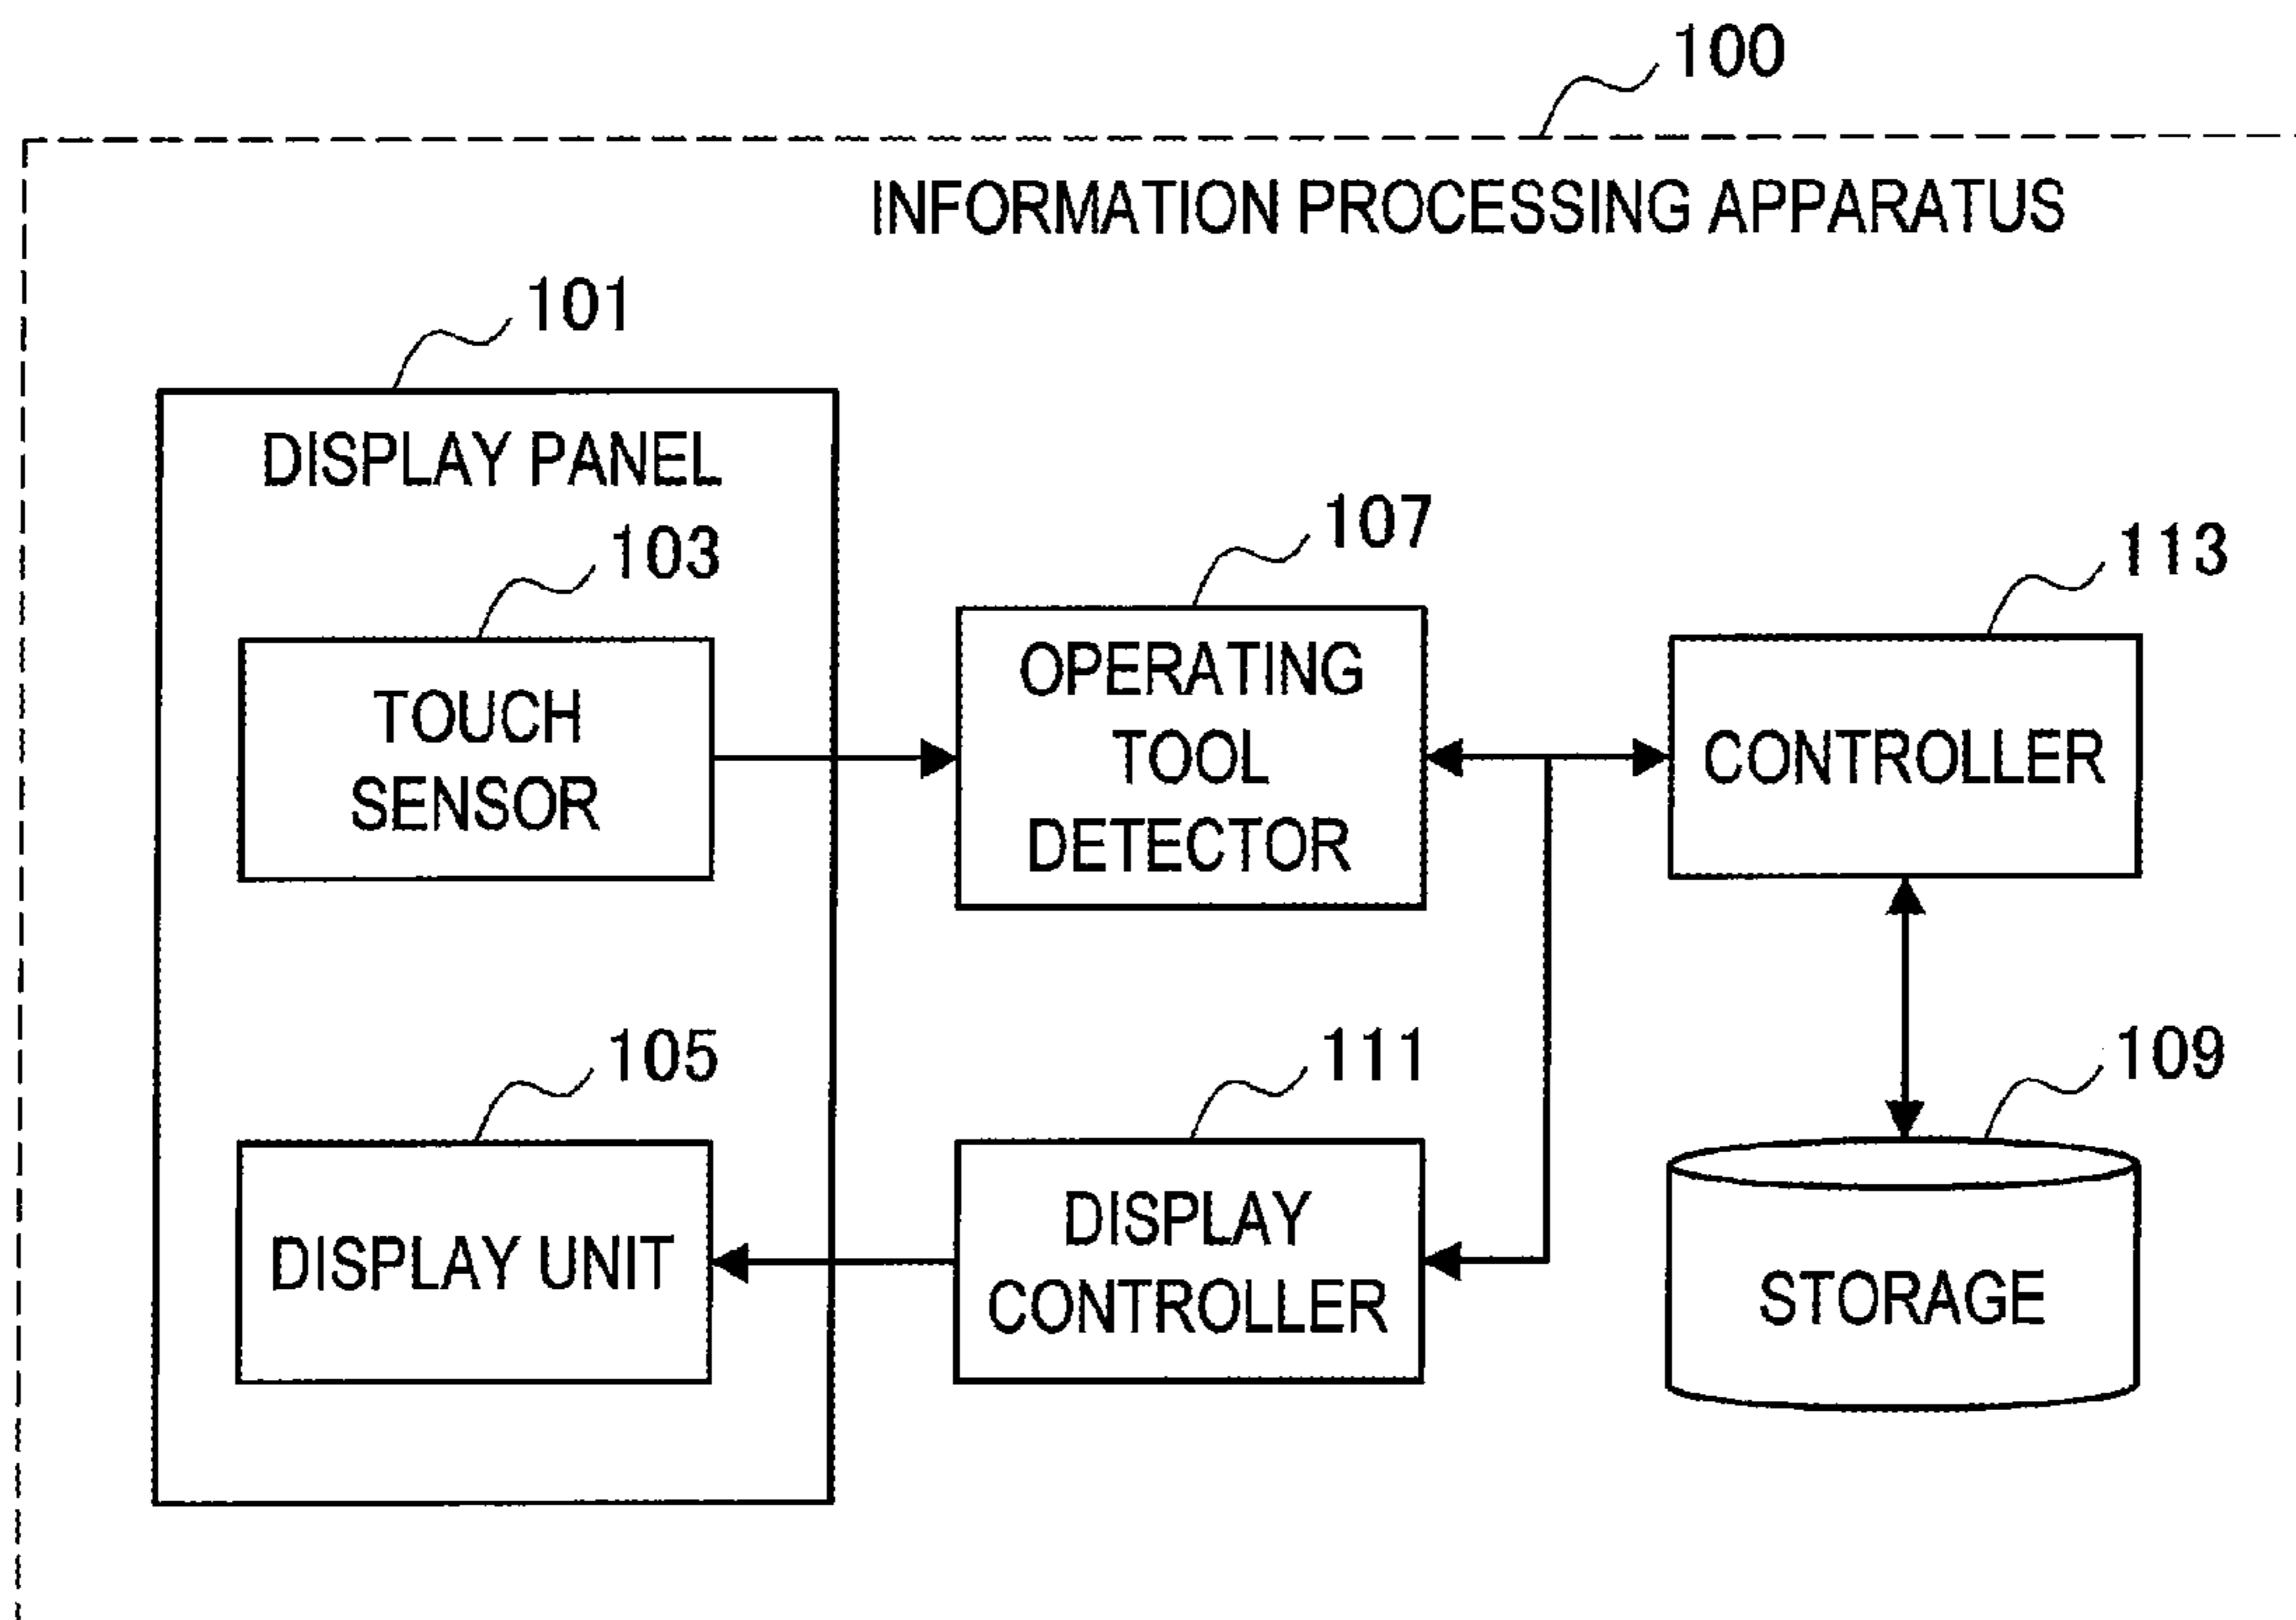 100
INFORMATION PROCESSING APPARATUS
101
DISPLAY PANEL
103
TOUCH
SENSOR
107
OPERATING
TOOL
DETECTOR
113
CONTROLLER
105
DISPLAY UNIT
111
DISPLAY
CONTROLLER
109
STORAGE